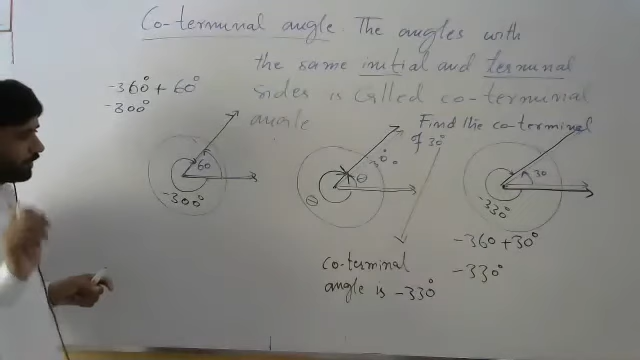 Co-terminal angle. The angles with
the same initial and terminal
sides is called co-terminal
angle
-360° + 60°
-300°
60
-300°
θ
θ
Find the co-terminal
of 30°
30
-330°
-360 + 30°
-330°
co-terminal
angle is -330°